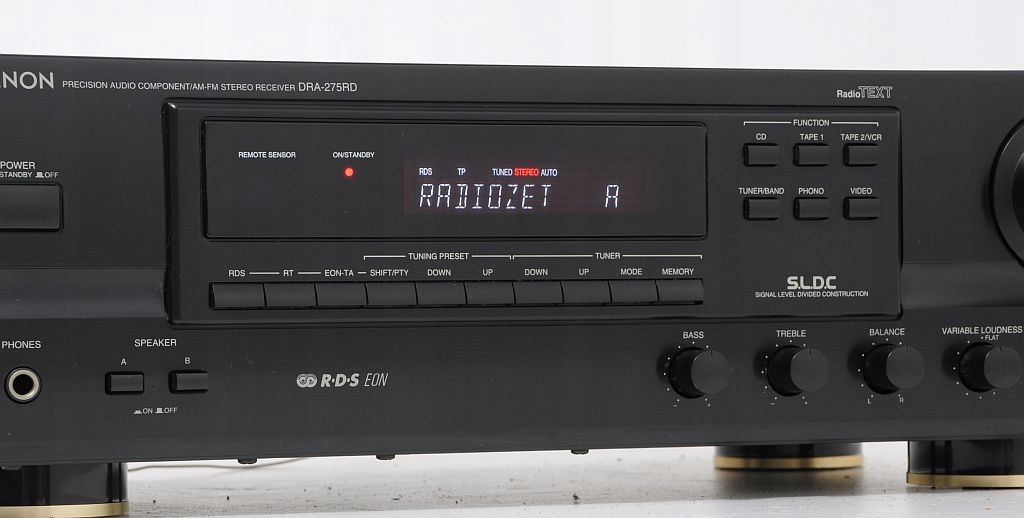 NON PRECISION AUDIO COMPONENT/AM-FM STEREO RECEIVER DRA-275RD
RadioTEXT
FUNCTION
CD TAPE 1 TAPE 2/VCR
REMOTE SENSOR ON/STANDBY
POWER
STANDBY OFF
RDS TP TUNED STEREO AUTO
RADIOZET A
TUNER/BAND PHONO VIDEO
TUNING PRESET TUNER
RDS RT EON-TA SHIFT/PTY DOWN UP DOWN UP MODE MEMORY
S.L.D.C
SIGNAL LEVEL DIVIDED CONSTRUCTION
PHONES SPEAKER
A B
ON OFF
R·D·S EON
BASS TREBLE BALANCE VARIABLE LOUDNESS
FLAT
- + - + L R